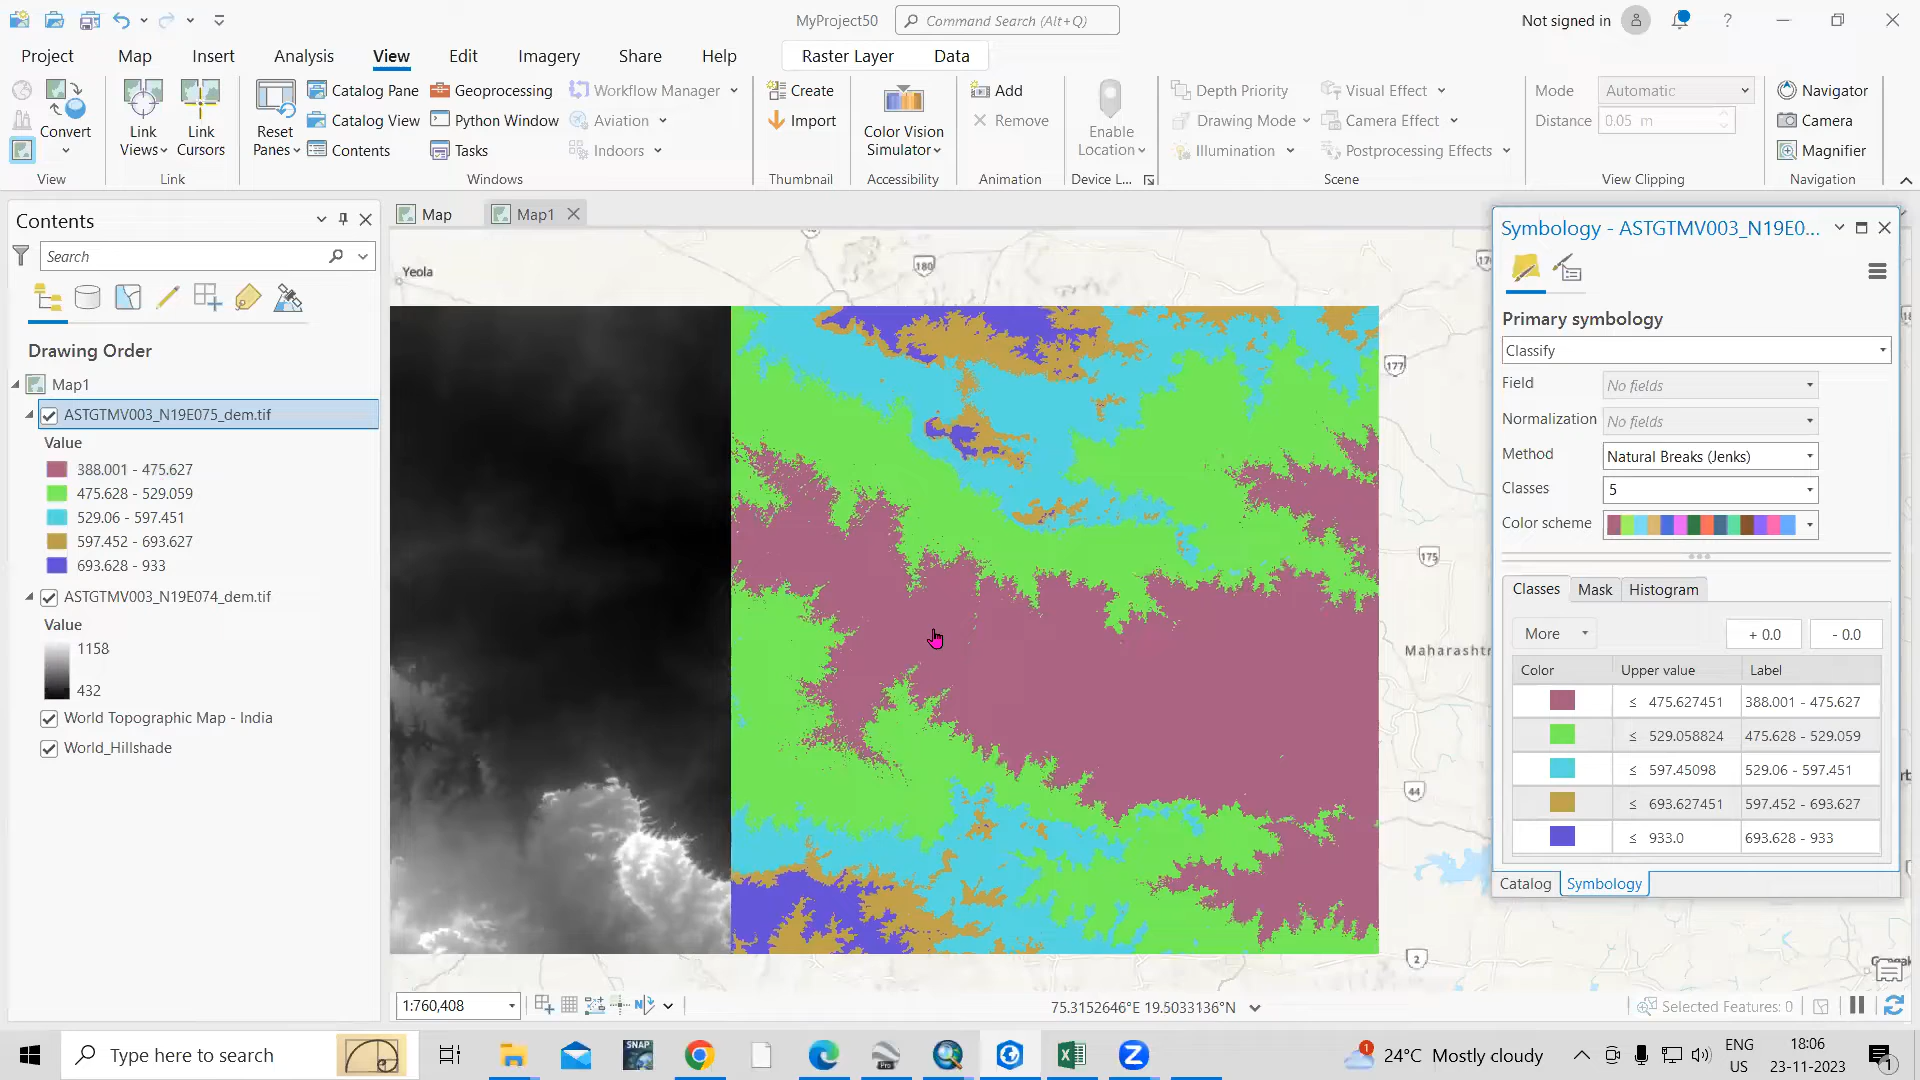 MyProject50
Command Search (Alt+Q)
Not signed in
?
Project Map Insert Analysis View Edit Imagery Share Help Raster Layer Data
Convert
View
Link Views
Link Cursors
Link
Reset Panes
Catalog Pane
Catalog View
Contents
Geoprocessing
Python Window
Tasks
Windows
Workflow Manager
Aviation
Indoors
Create
Import
Thumbnail
Color Vision Simulator
Accessibility
Add
Remove
Animation
Enable Location
Device L...
Depth Priority
Drawing Mode
Illumination
Visual Effect
Camera Effect
Postprocessing Effects
Scene
Mode Automatic
Distance 0.05 m
View Clipping
Navigator
Camera
Magnifier
Navigation
Contents
Search
Drawing Order
Map1
ASTGTMV003_N19E075_dem.tif
Value
388.001 - 475.627
475.628 - 529.059
529.06 - 597.451
597.452 - 693.627
693.628 - 933
ASTGTMV003_N19E074_dem.tif
Value
1158
432
World Topographic Map - India
World_Hillshade
Map Map1
Yeola
180
177
175
Maharashtr
44
2
1:760,408
75.3152646°E 19.5033136°N
Selected Features: 0
Symbology - ASTGTMV003_N19E0...
Primary symbology
Classify
Field No fields
Normalization No fields
Method Natural Breaks (Jenks)
Classes 5
Color scheme
Classes Mask Histogram
More + 0.0 - 0.0
Color Upper value Label
≤ 475.627451 388.001 - 475.627
≤ 529.058824 475.628 - 529.059
≤ 597.45098 529.06 - 597.451
≤ 693.627451 597.452 - 693.627
≤ 933.0 693.628 - 933
Catalog Symbology
Type here to search
SNAP
Pro
Z
1
24°C Mostly cloudy
ENG
US
18:06
23-11-2023
1